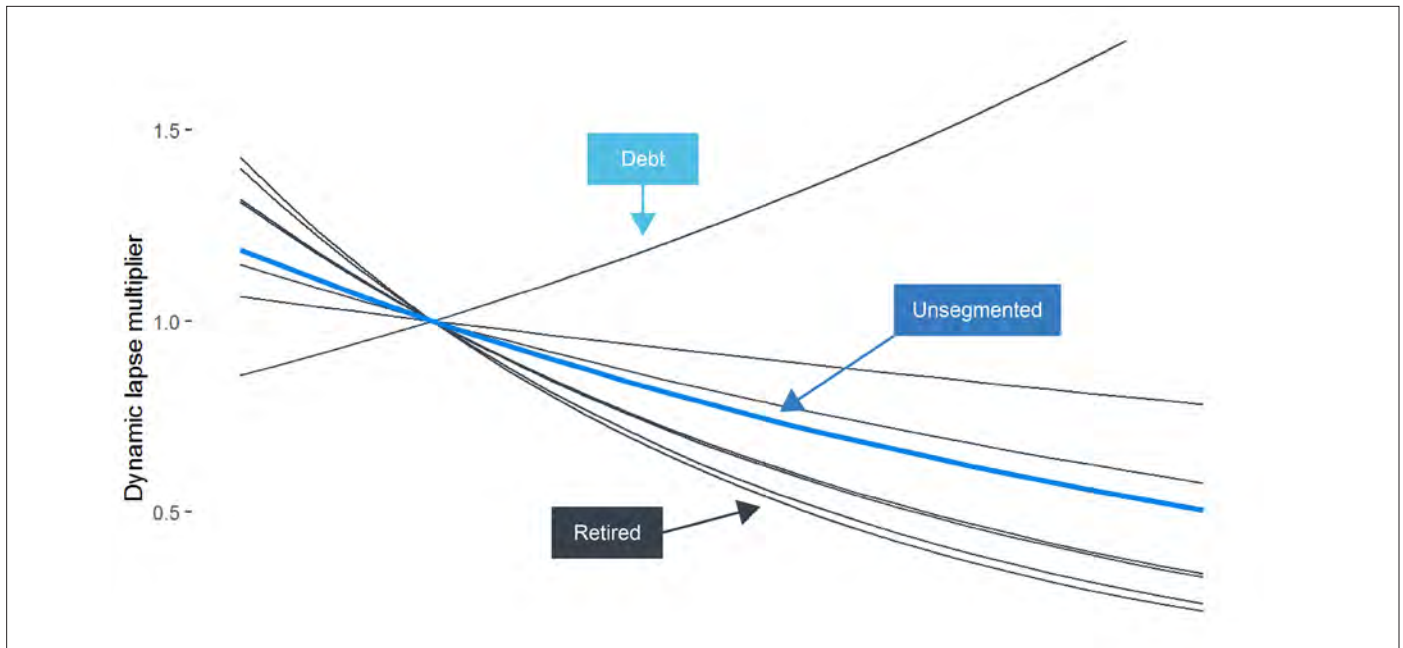 1.5
Debt
Unsegmented
1.0
Dynamic lapse multiplier
0.5
Retired